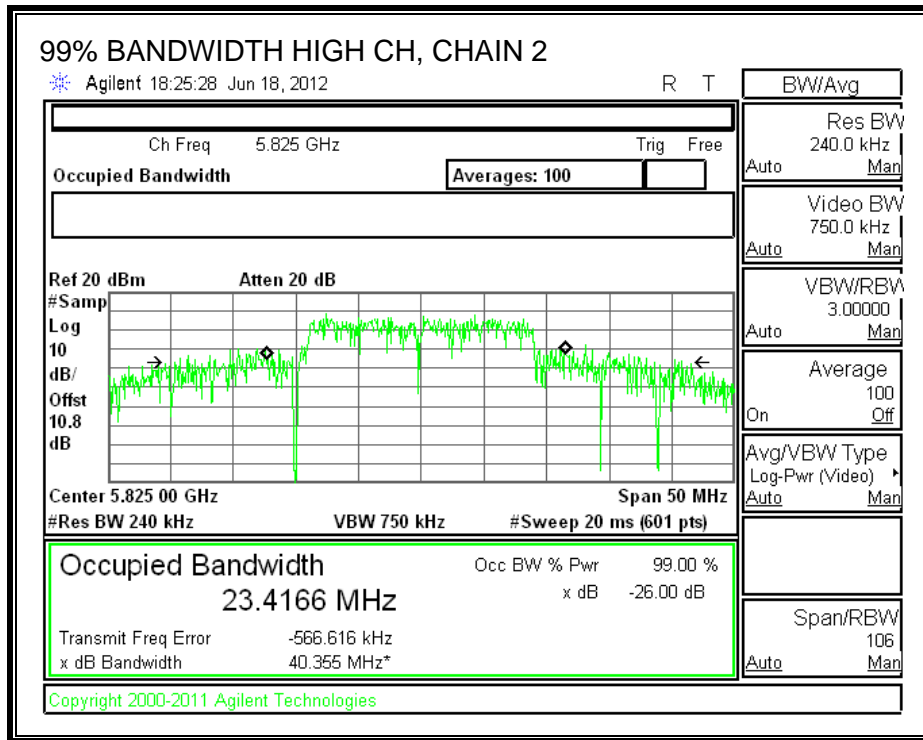 99% BANDWIDTH HIGH CH, CHAIN 2
Agilent 18:25:28 Jun 18, 2012 R T
Ch Freq 5.825 GHz Trig Free
Occupied Bandwidth Averages: 100
Ref 20 dBm Atten 20 dB
#Samp
Log
10
dB/
Offst
10.8
dB
Center 5.825 00 GHz Span 50 MHz
#Res BW 240 kHz VBW 750 kHz #Sweep 20 ms (601 pts)
Occupied Bandwidth Occ BW % Pwr 99.00 %
23.4166 MHz x dB -26.00 dB
Transmit Freq Error -566.616 kHz
x dB Bandwidth 40.355 MHz*
Copyright 2000-2011 Agilent Technologies
BW/Avg
Res BW
240.0 kHz
Auto Man
Video BW
750.0 kHz
Auto Man
VBW/RBW
3.00000
Auto Man
Average
100
On Off
Avg/VBW Type
Log-Pwr (Video)
Auto Man
Span/RBW
106
Auto Man